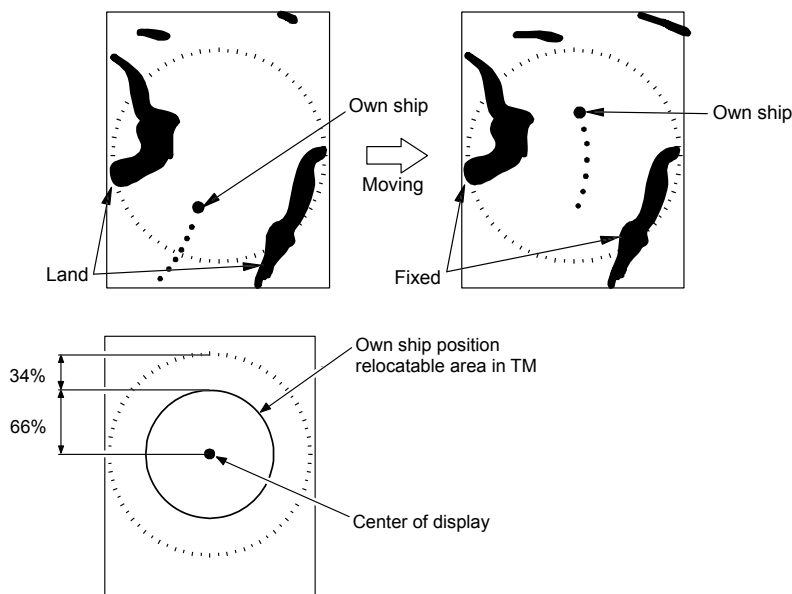 Own ship
Own ship
Moving
Land
Fixed
Own ship position
relocatable area in TM
34%
66%
Center of display